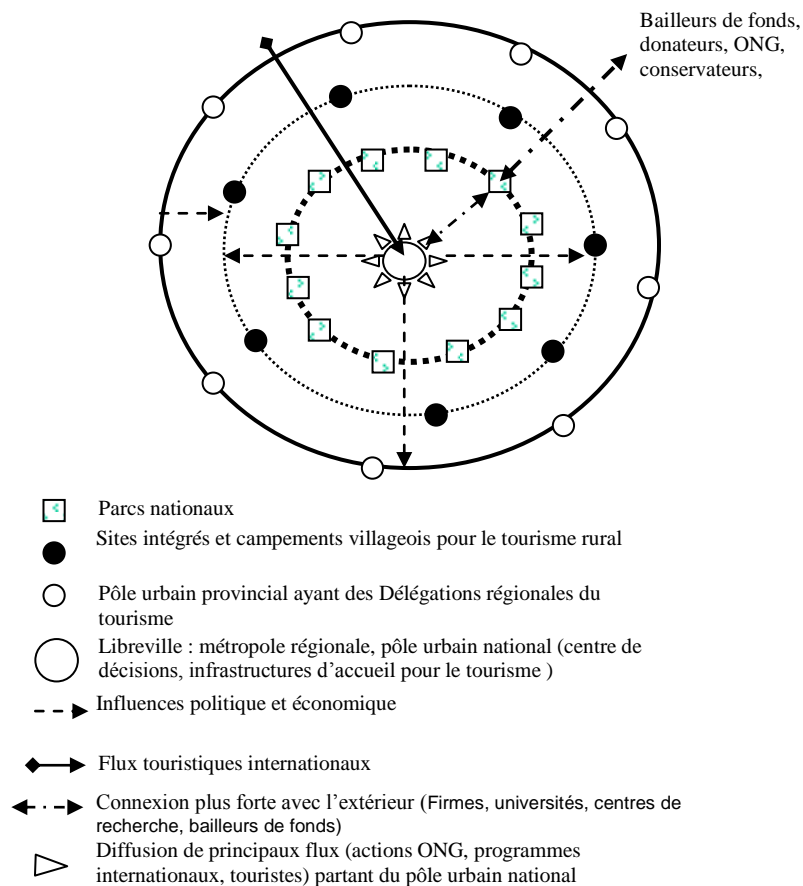 Bailleurs de fonds,
donateurs, ONG,
conservateurs,
Parcs nationaux
Sites intégrés et campements villageois pour le tourisme rural
Pôle urbain provincial ayant des Délégations régionales du
tourisme
Libreville : métropole régionale, pôle urbain national (centre de
décisions, infrastructures d'accueil pour le tourisme )
Influences politique et économique
Flux touristiques internationaux
Connexion plus forte avec l'extérieur (Firmes, universités, centres de
recherche, bailleurs de fonds)
Diffusion de principaux flux (actions ONG, programmes
internationaux, touristes) partant du pôle urbain national